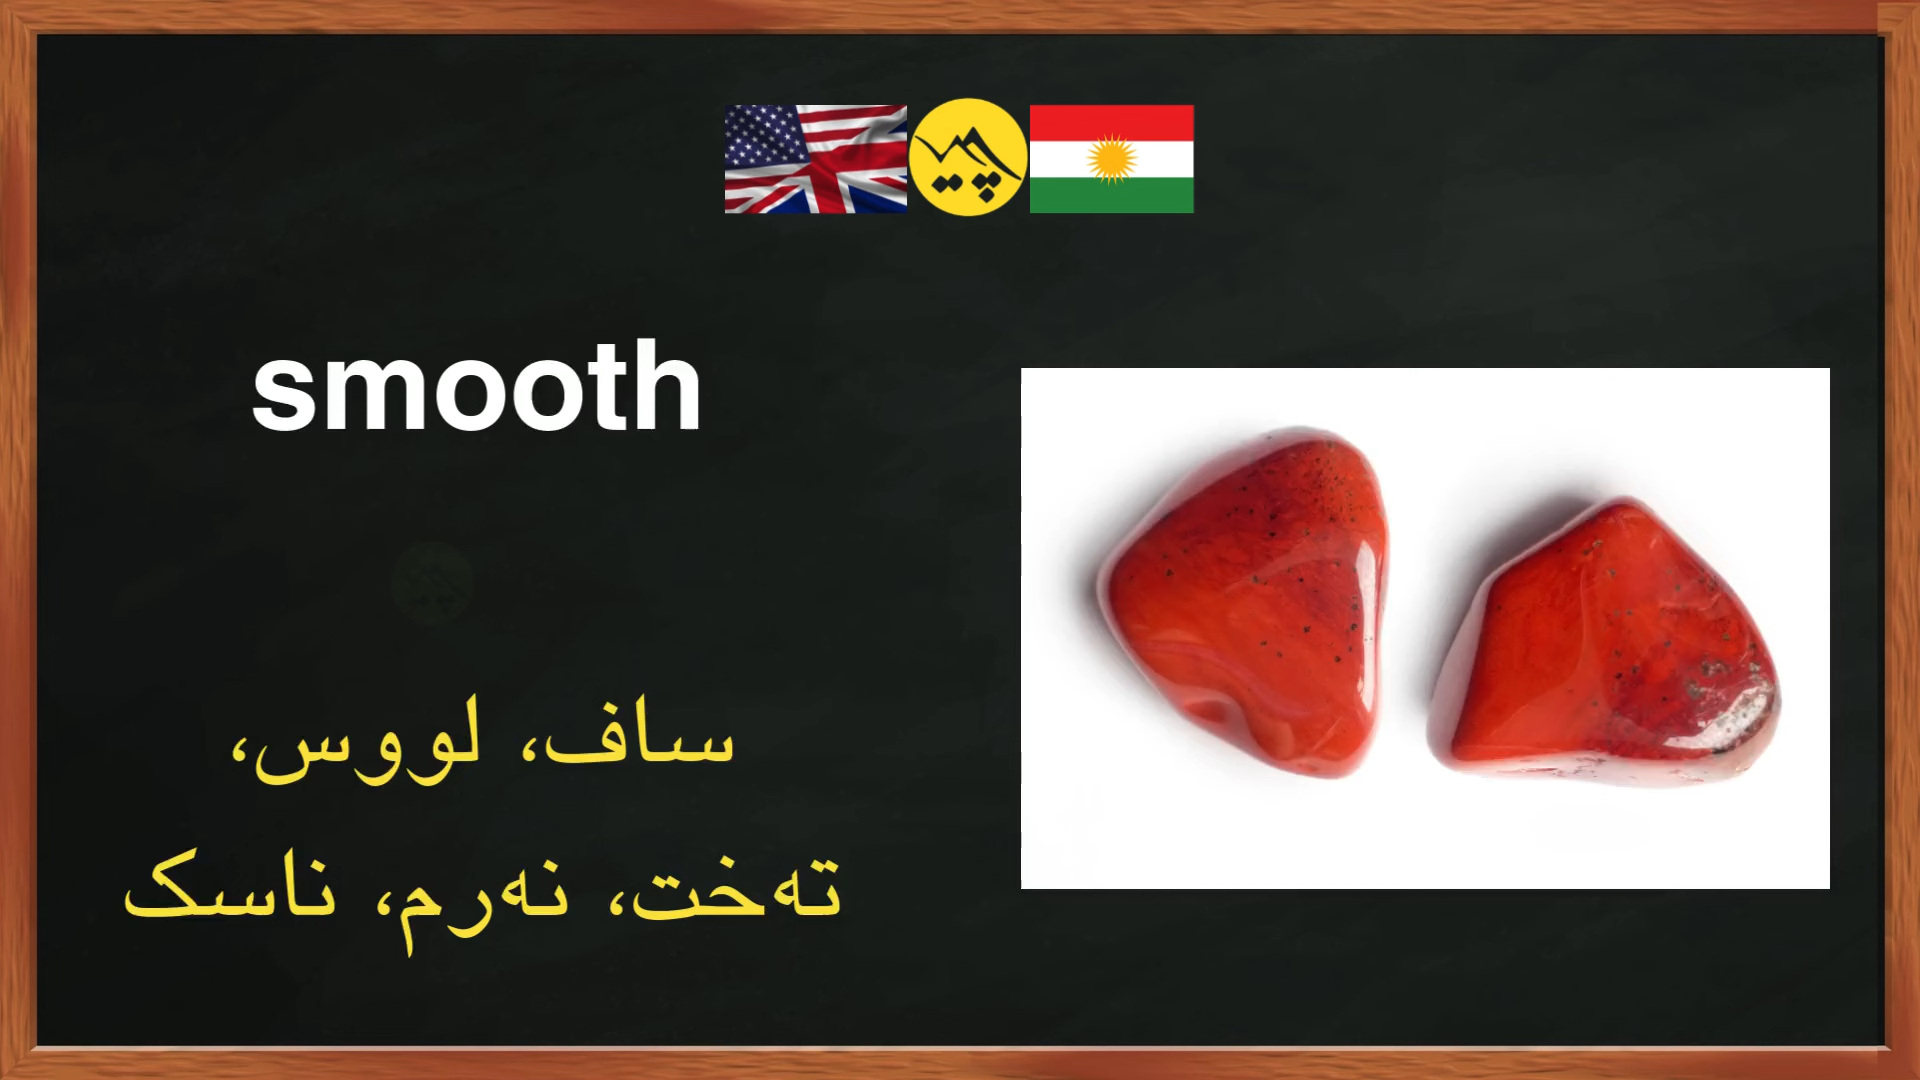 smooth
ساف، لووس،
تەخت، نەرم، ناسک